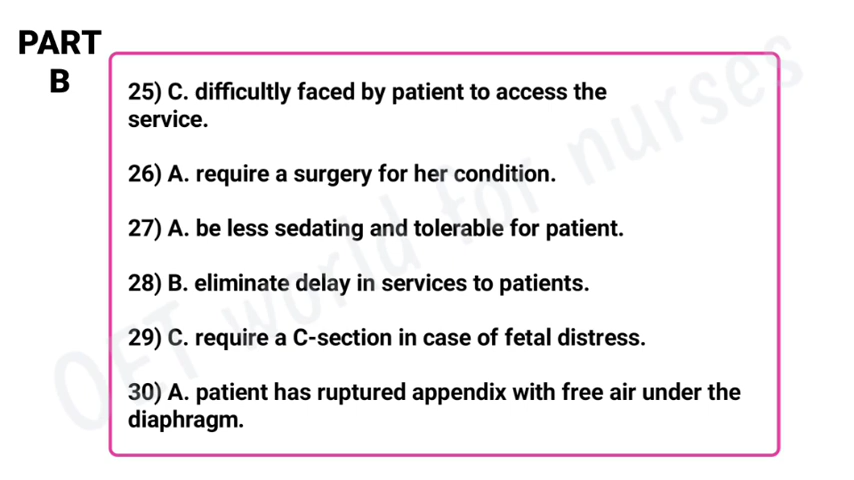 PART
B
25) C. difficultly faced by patient to access the
service.
26) A. require a surgery for her condition.
27) A. be less sedating and tolerable for patient.
28) B. eliminate delay in services to patients.
29) C. require a C-section in case of fetal distress.
30) A. patient has ruptured appendix with free air under the
diaphragm.
OET world for nurses